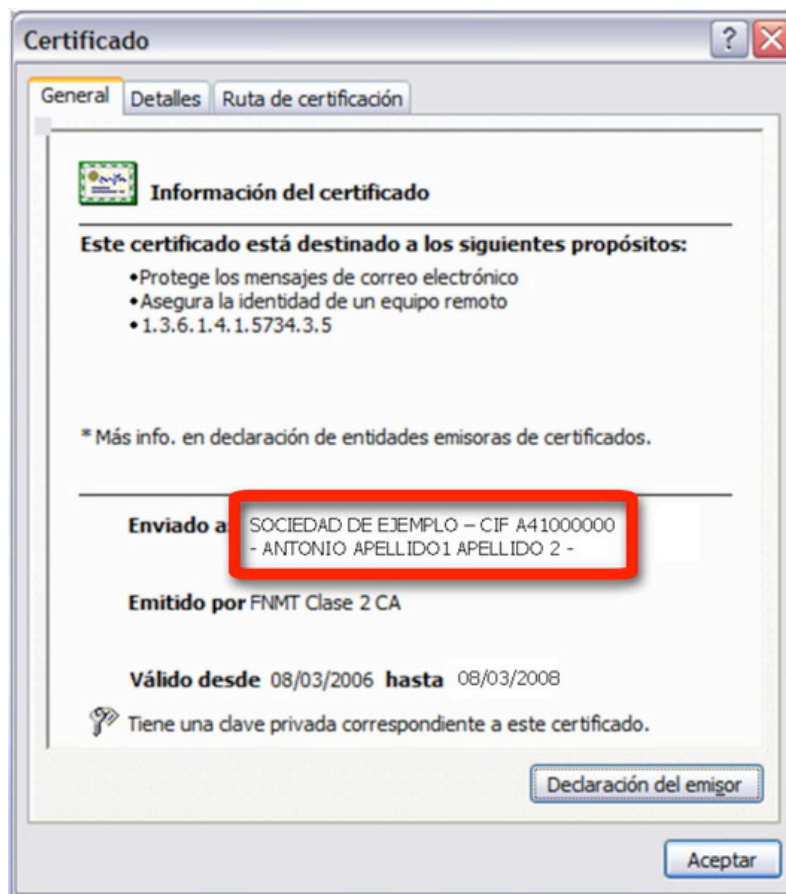 Certificado
General Detalles Ruta de certificación
Información del certificado
Este certificado está destinado a los siguientes propósitos:
•Protege los mensajes de correo electrónico
•Asegura la identidad de un equipo remoto
•1.3.6.1.4.1.5734.3.5
* Más info. en declaración de entidades emisoras de certificados.
Enviado a: SOCIEDAD DE EJEMPLO – CIF A41000000
- ANTONIO APELLIDO1 APELLIDO 2 -
Emitido por FNMT Clase 2 CA
Válido desde 08/03/2006 hasta 08/03/2008
Tiene una clave privada correspondiente a este certificado.
Declaración del emisor
Aceptar